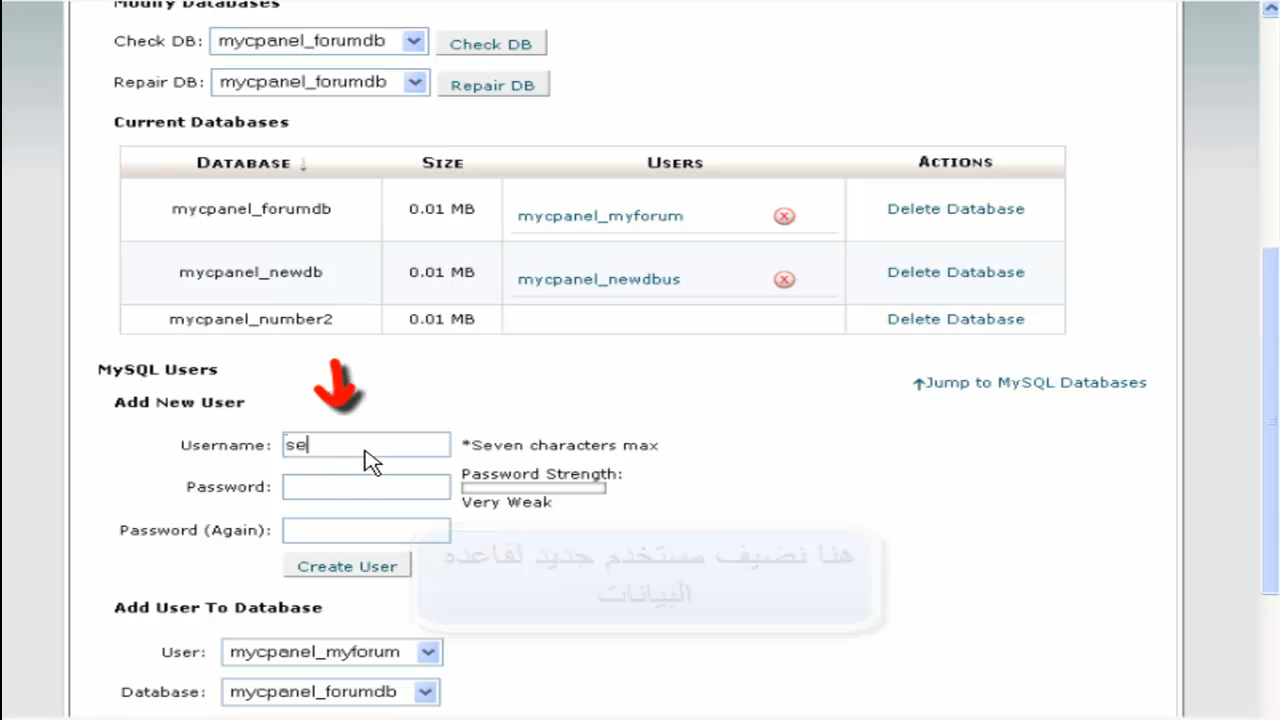 Modify Databases
Check DB: mycpanel_forumdb Check DB
Repair DB: mycpanel_forumdb Repair DB
Current Databases
DATABASE ↓ SIZE USERS ACTIONS
mycpanel_forumdb 0.01 MB mycpanel_myforum Delete Database
mycpanel_newdb 0.01 MB mycpanel_newdbus Delete Database
mycpanel_number2 0.01 MB Delete Database
MySQL Users
Jump to MySQL Databases
Add New User
Username: se *Seven characters max
Password: Password Strength:
Very Weak
Password (Again):
هنا نضيف مستخدم جديد لقاعده
البيانات
Create User
Add User To Database
User: mycpanel_myforum
Database: mycpanel_forumdb